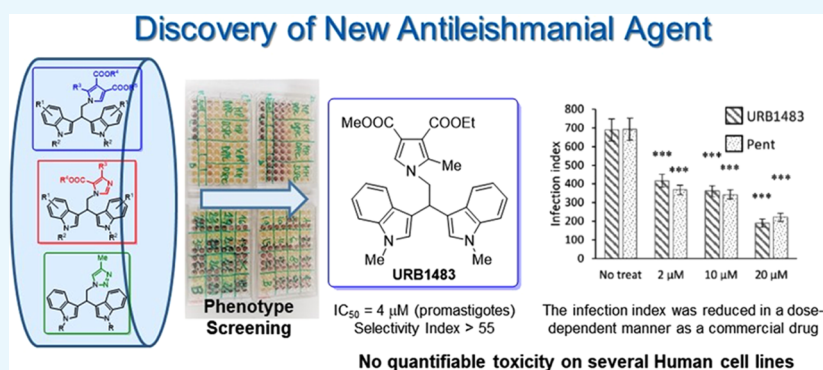 Discovery of New Antileishmanial Agent
COOR⁴
R³
COOR⁵
N
R¹
R¹
N
N
R²
R²
R³
R⁴OOC
N
N
R¹
R¹
N
N
R²
R²
Me
N
N
N
N
N
R
R
Phenotype
Screening
MeOOC
COOEt
Me
N
N
N
Me
Me
URB1483
IC₅₀ = 4 μM (promastigotes)
Selectivity Index > 55
Infection index
800
700
600
500
400
300
200
100
0
URB1483
Pent
***
***
***
***
***
***
No treat
2 μM
10 μM
20 μM
The infection index was reduced in a dose-
dependent manner as a commercial drug
No quantifiable toxicity on several Human cell lines